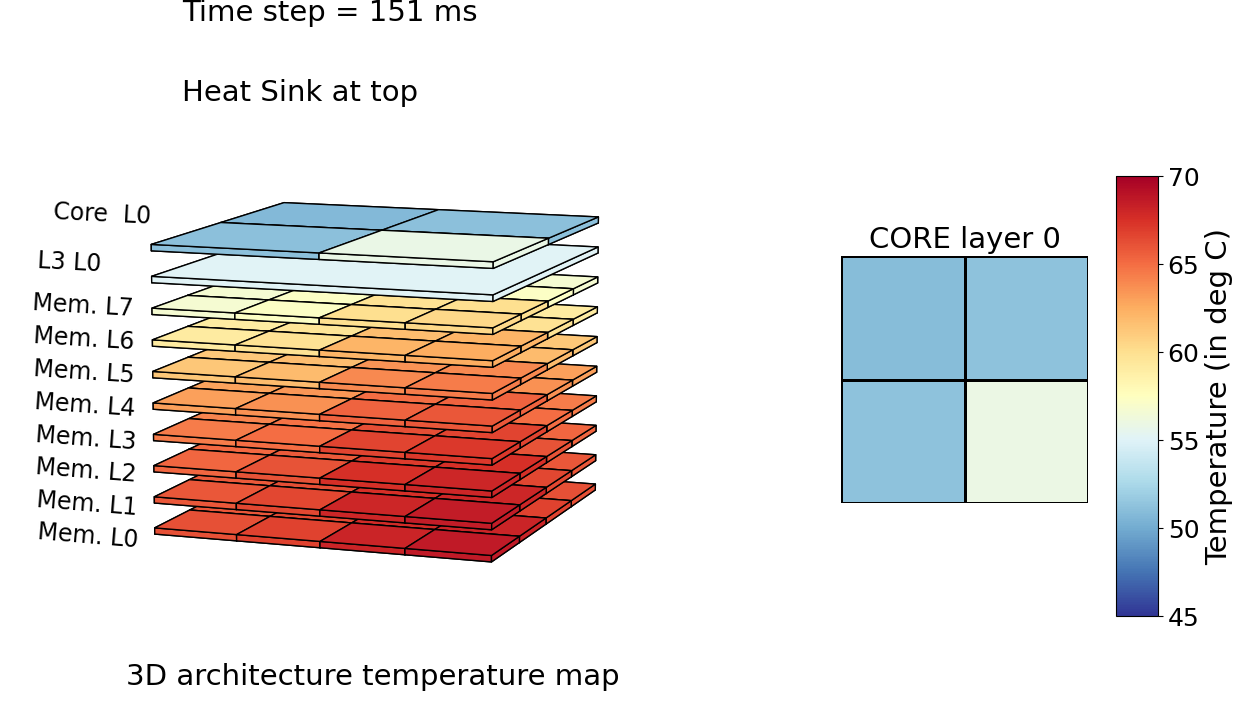 Time step = 151 ms
Heat Sink at top
Core L0
L3 L0
Mem. L7
Mem. L6
Mem. L5
Mem. L4
Mem. L3
Mem. L2
Mem. L1
Mem. L0
3D architecture temperature map
CORE layer 0
70
65
60
55
50
45
Temperature (in deg C)